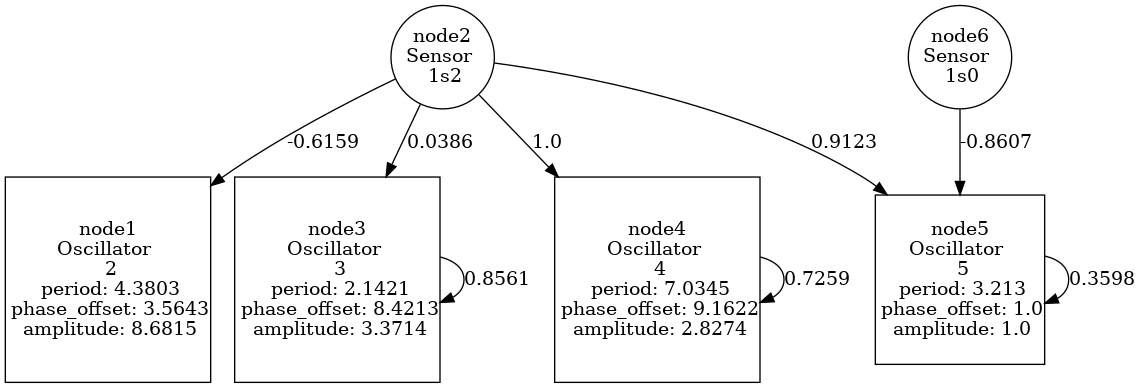 node2
Sensor
1s2
node6
Sensor
1s0
-0.6159
0.0386
1.0
0.9123
-0.8607
node1
Oscillator
2
period: 4.3803
phase_offset: 3.5643
amplitude: 8.6815
node3
Oscillator
3
period: 2.1421
phase_offset: 8.4213
amplitude: 3.3714
0.8561
node4
Oscillator
4
period: 7.0345
phase_offset: 9.1622
amplitude: 2.8274
0.7259
node5
Oscillator
5
period: 3.213
phase_offset: 1.0
amplitude: 1.0
0.3598